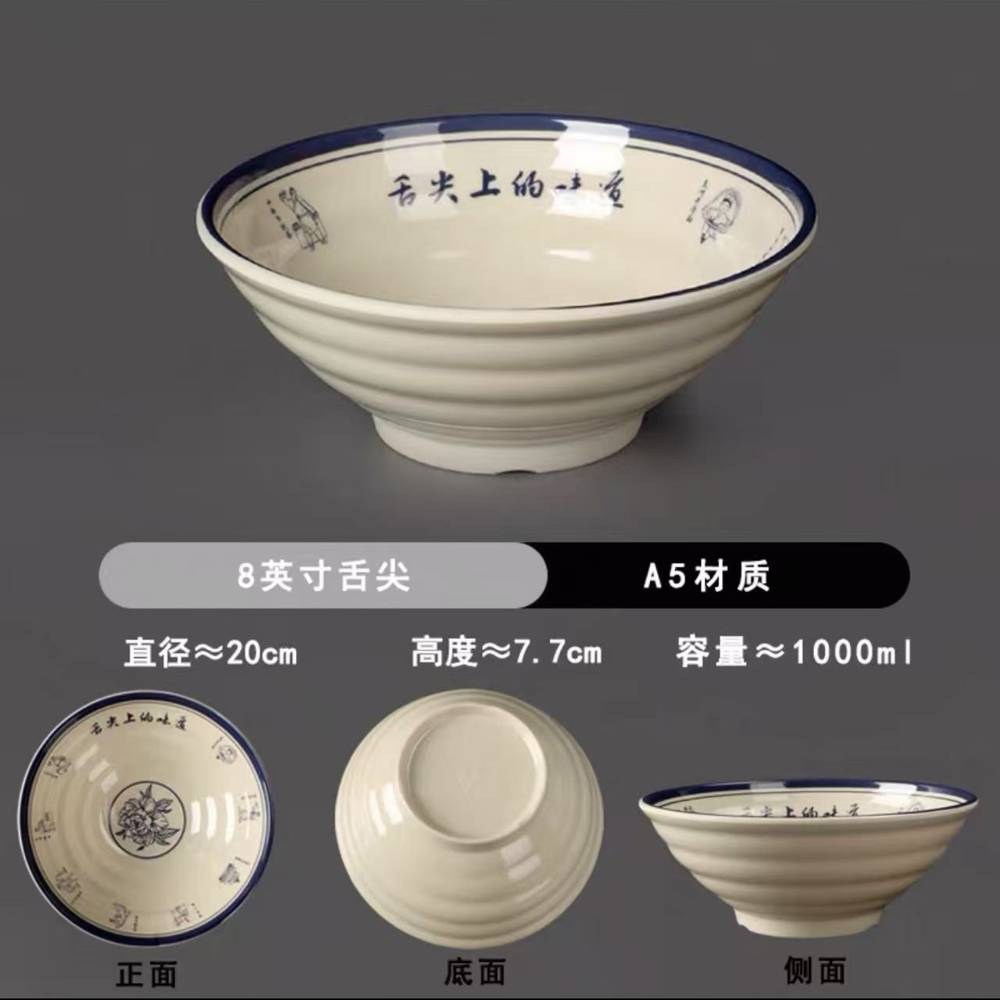 舌尖上的味道
8英寸舌尖
A5材质
直径≈20cm
高度≈7.7cm
容量≈1000ml
舌尖上的味道
舌尖上的味道
正面
底面
侧面